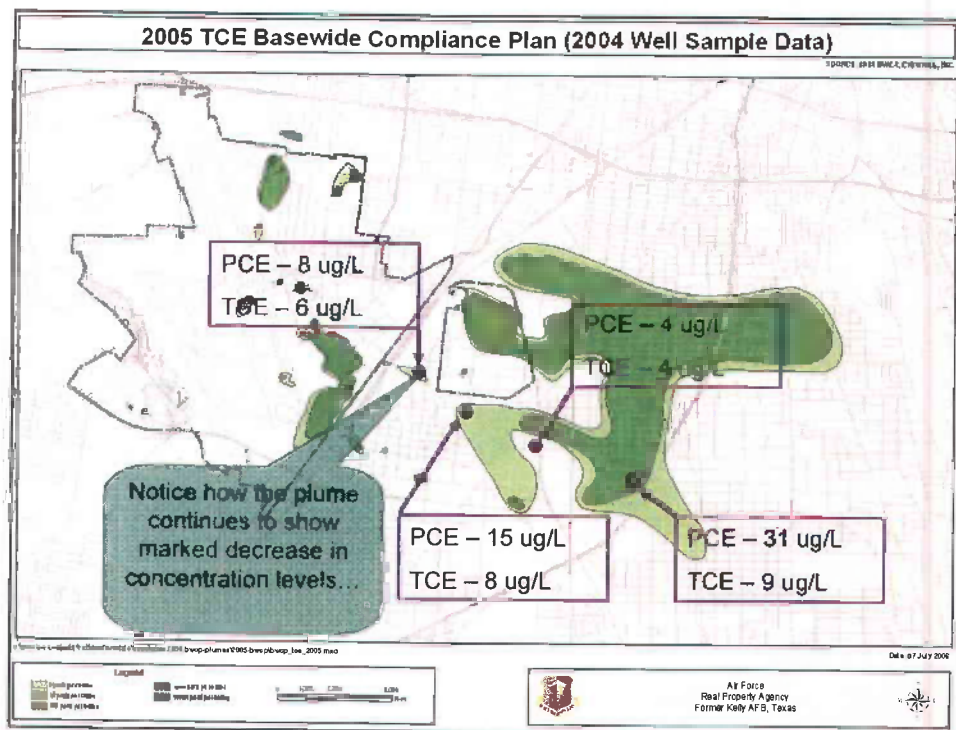 2005 TCE Basewide Compliance Plan (2004 Well Sample Data)
PCE – 8 ug/L
TCE – 6 ug/L
PCE – 4 ug/L
TCE – 4 ug/L
Notice how the plume
continues to show
marked decrease in
concentration levels...
PCE – 15 ug/L
TCE – 8 ug/L
PCE – 31 ug/L
TCE – 9 ug/L
Legend
Air Force
Real Property Agency
Former Kelly AFB, Texas